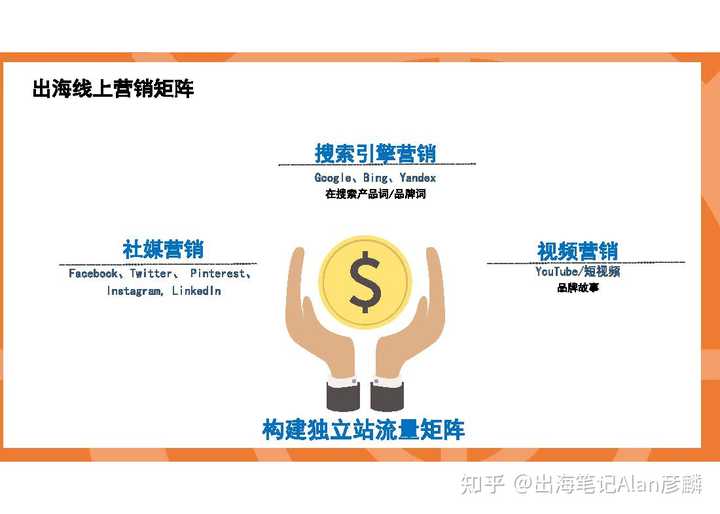 出海线上营销矩阵
搜索引擎营销
Google、Bing、Yandex
在搜索产品词/品牌词
社媒营销
Facebook、Twitter、 Pinterest、
Instagram, LinkedIn
视频营销
YouTube/短视频
品牌故事
$
构建独立站流量矩阵
知乎 @出海笔记Alan彦麟